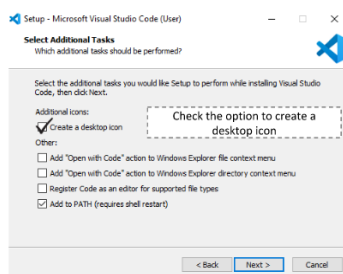 Setup - Microsoft Visual Studio Code (User)
Select Additional Tasks
Which additional tasks should be performed?
Select the additional tasks you would like Setup to perform while installing Visual Studio
Code, then click Next.
Additional icons:
Create a desktop icon
Check the option to create a
desktop icon
Other:
Add "Open with Code" action to Windows Explorer file context menu
Add "Open with Code" action to Windows Explorer directory context menu
Register Code as an editor for supported file types
Add to PATH (requires shell restart)
< Back Next > Cancel